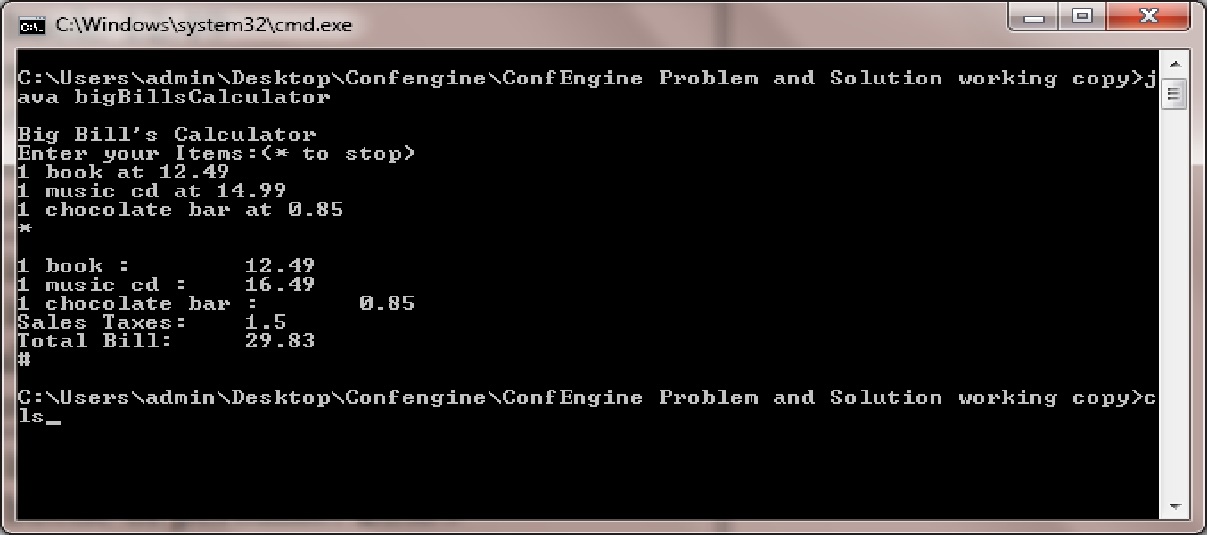 C:\Windows\system32\cmd.exe
C:\Users\admin\Desktop\Confengine\ConfEngine Problem and Solution working copy>j
ava bigBillsCalculator
Big Bill's Calculator
Enter your Items:(* to stop)
1 book at 12.49
1 music cd at 14.99
1 chocolate bar at 0.85
*
1 book : 12.49
1 music cd : 16.49
1 chocolate bar : 0.85
Sales Taxes: 1.5
Total Bill: 29.83
#
C:\Users\admin\Desktop\Confengine\ConfEngine Problem and Solution working copy>c
ls_